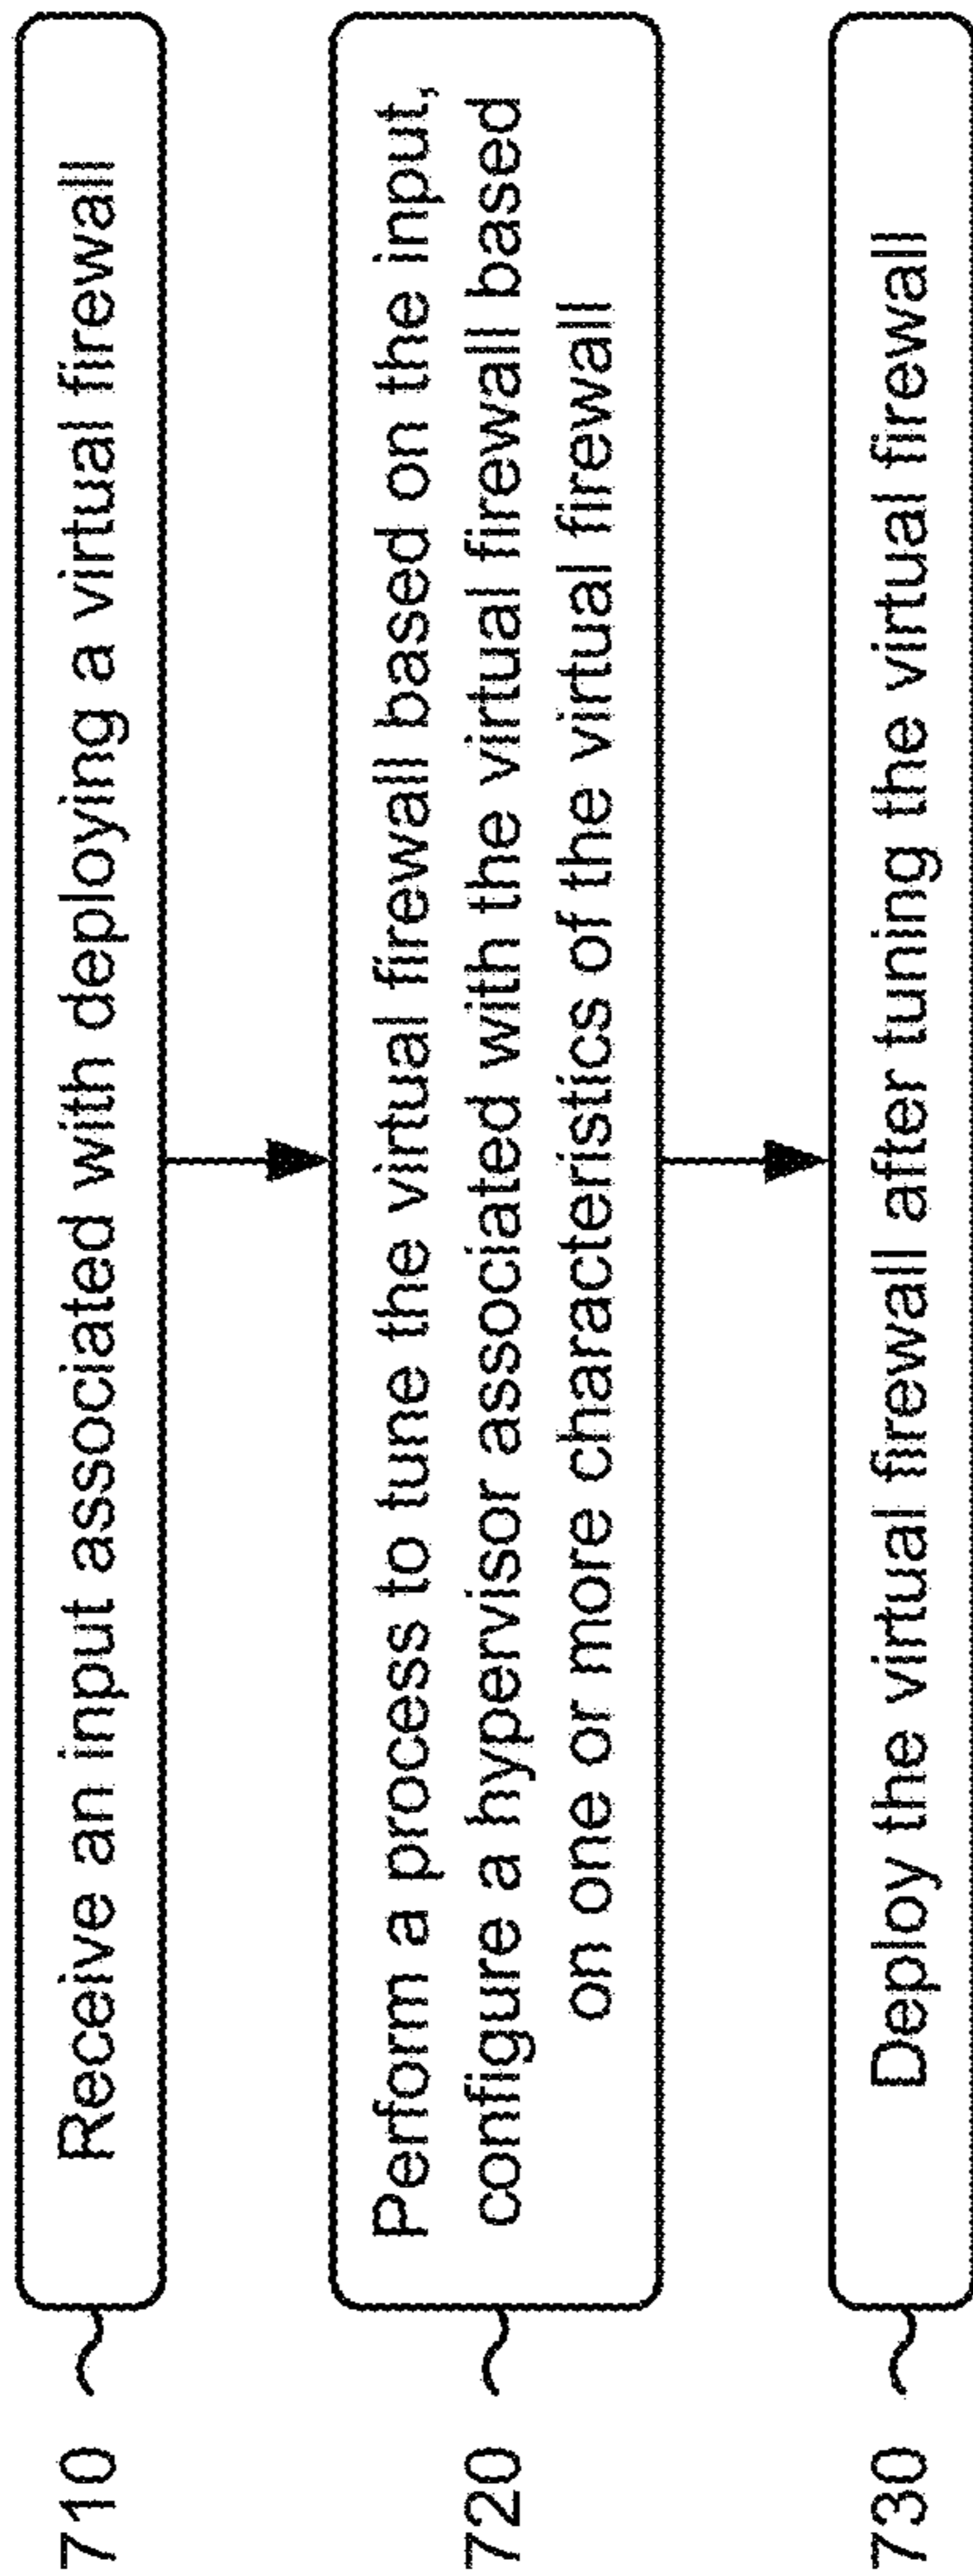 710
Receive an input associated with deploying a virtual firewall
720
Perform a process to tune the virtual firewall based on the input,
configure a hypervisor associated with the virtual firewall based
on one or more characteristics of the virtual firewall
730
Deploy the virtual firewall after tuning the virtual firewall